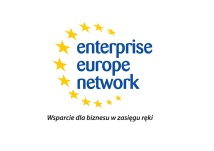 enterprise
europe
network
Wsparcie dla biznesu w zasięgu ręki